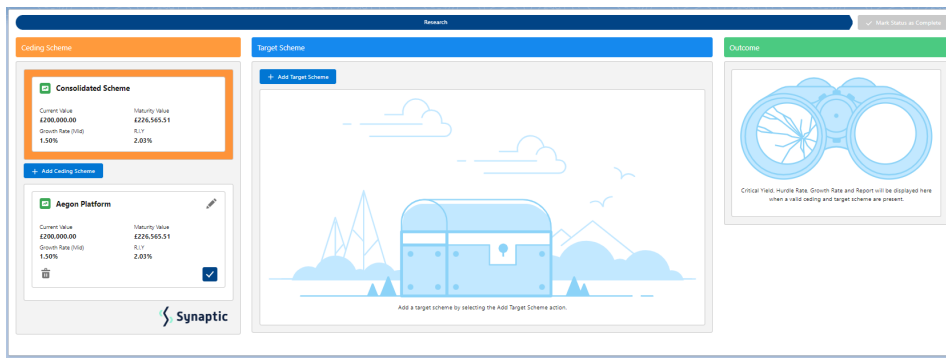 Research
Mark Status as Complete
Ceding Scheme
Consolidated Scheme
Current Value
Maturity Value
£200,000.00
£226,565.51
Growth Rate (Mid)
R.I.Y
1.50%
2.03%
+ Add Ceding Scheme
Aegon Platform
Current Value
Maturity Value
£200,000.00
£226,565.51
Growth Rate (Mid)
R.I.Y
1.50%
2.03%
Synaptic
Target Scheme
+ Add Target Scheme
Add a target scheme by selecting the Add Target Scheme action.
Outcome
Critical Yield, Hurdle Rate, Growth Rate and Report will be displayed here
when a valid ceding and target scheme are present.